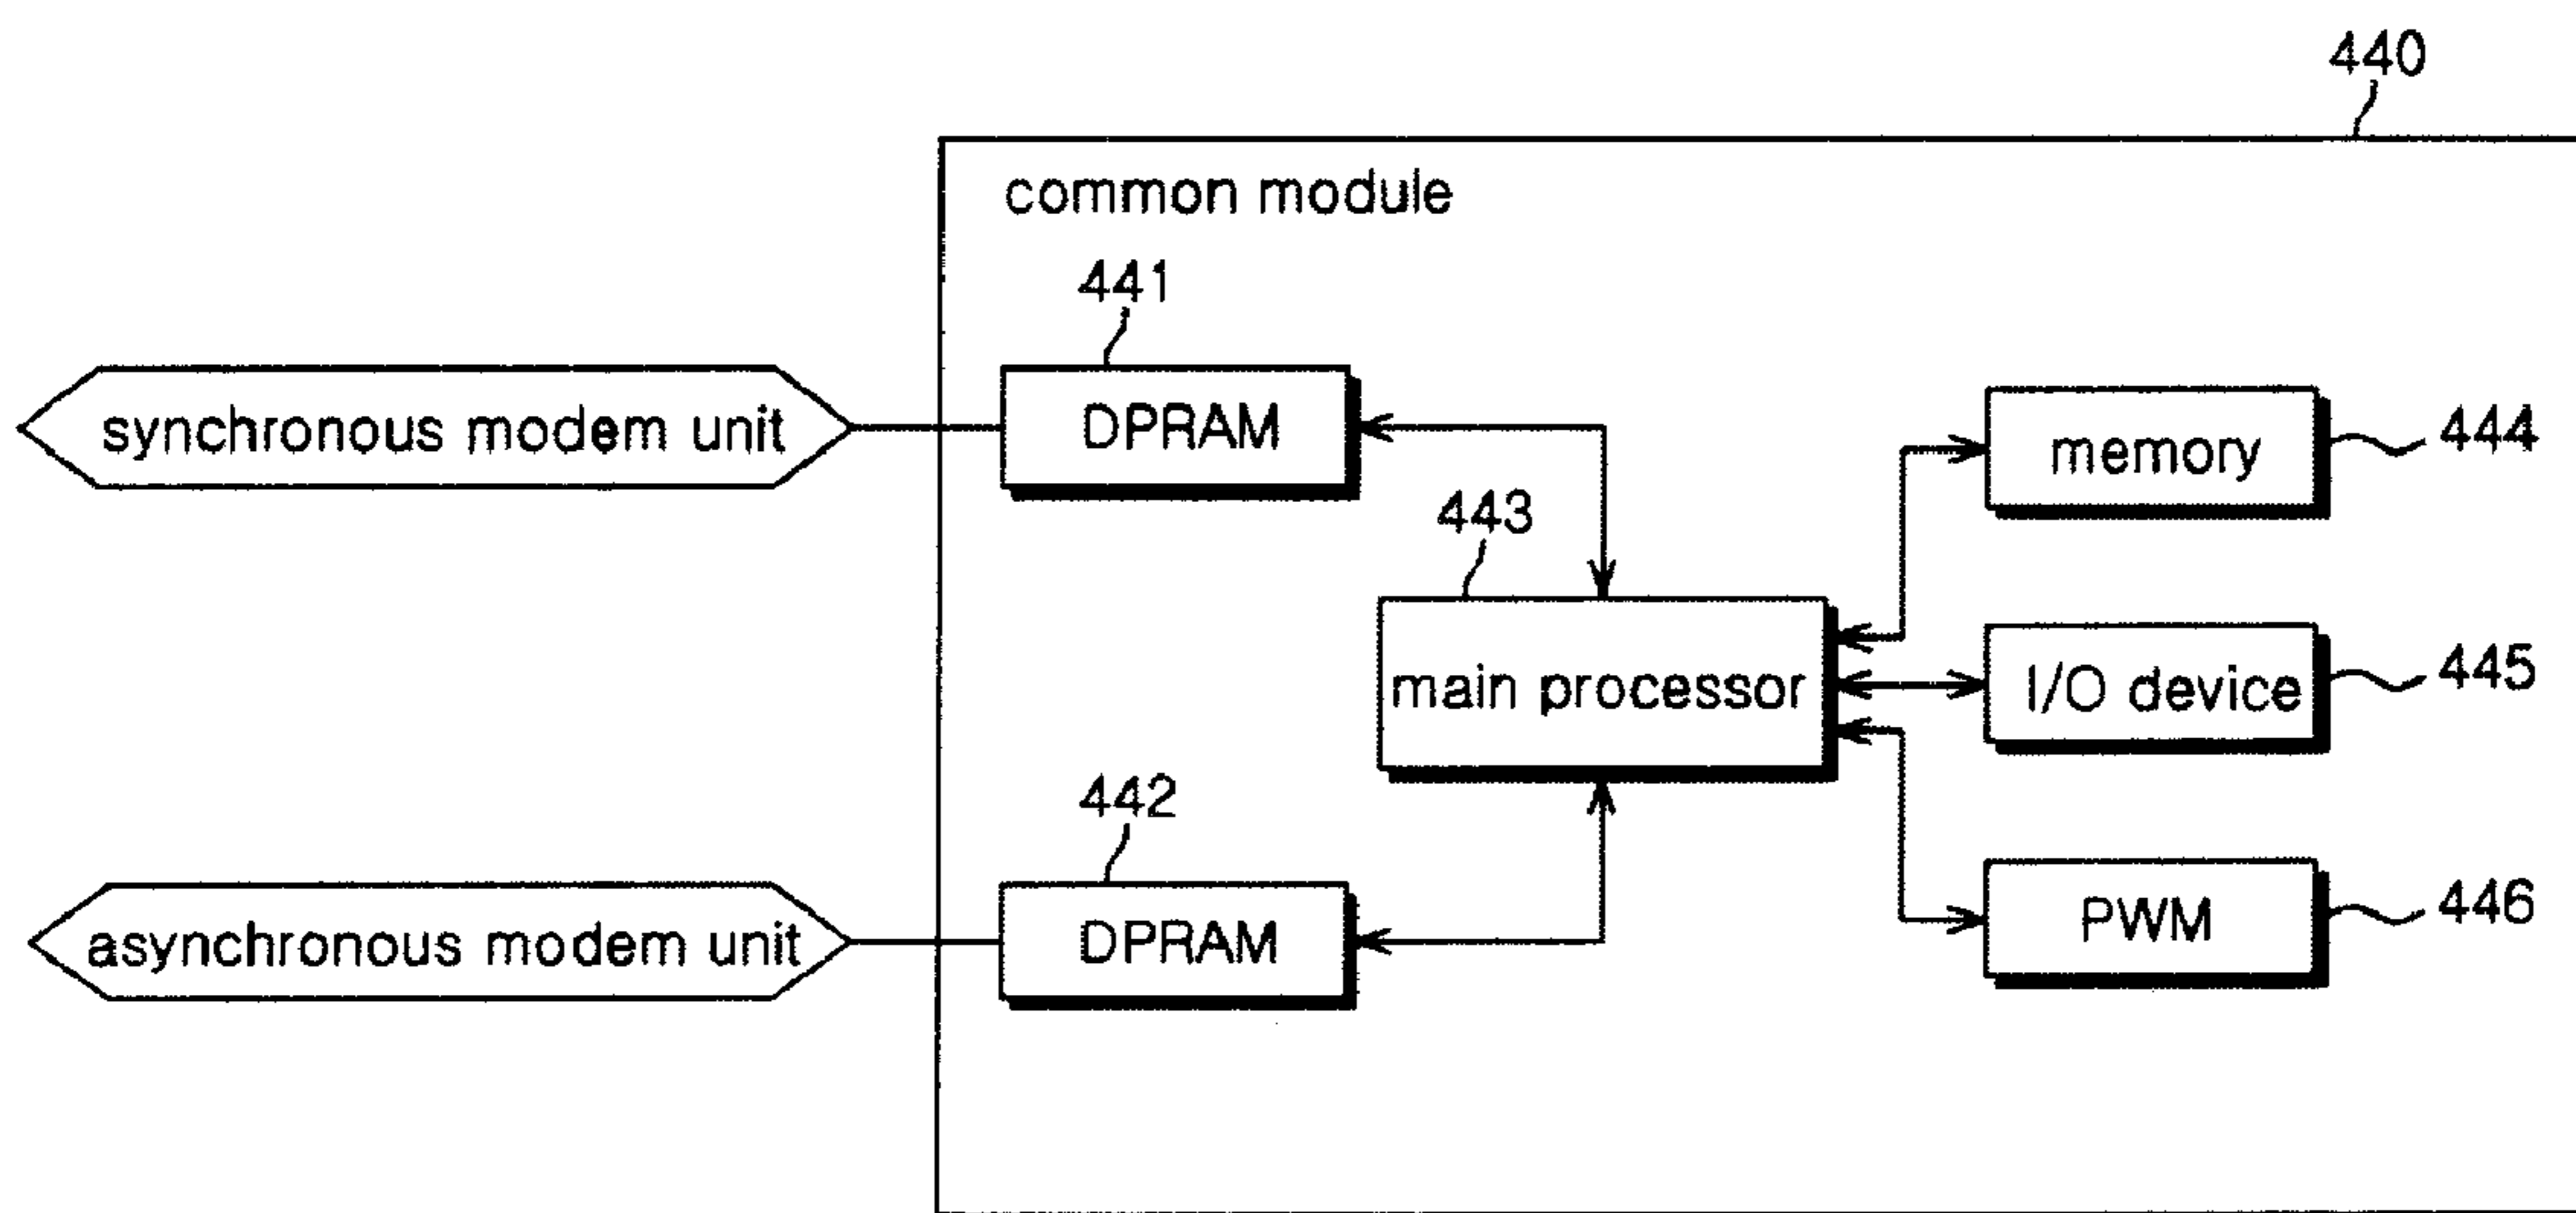 440
common module
441
synchronous modem unit
DPRAM
memory
444
443
main processor
I/O device
445
442
asynchronous modem unit
DPRAM
PWM
446